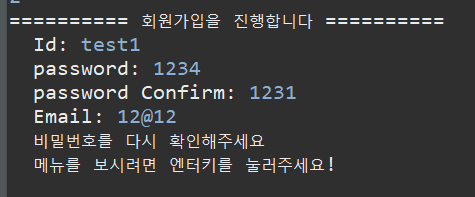 ========== 회원가입을 진행합니다 ==========
Id: test1
password: 1234
password Confirm: 1231
Email: 12@12
비밀번호를 다시 확인해주세요
메뉴를 보시려면 엔터키를 눌러주세요!